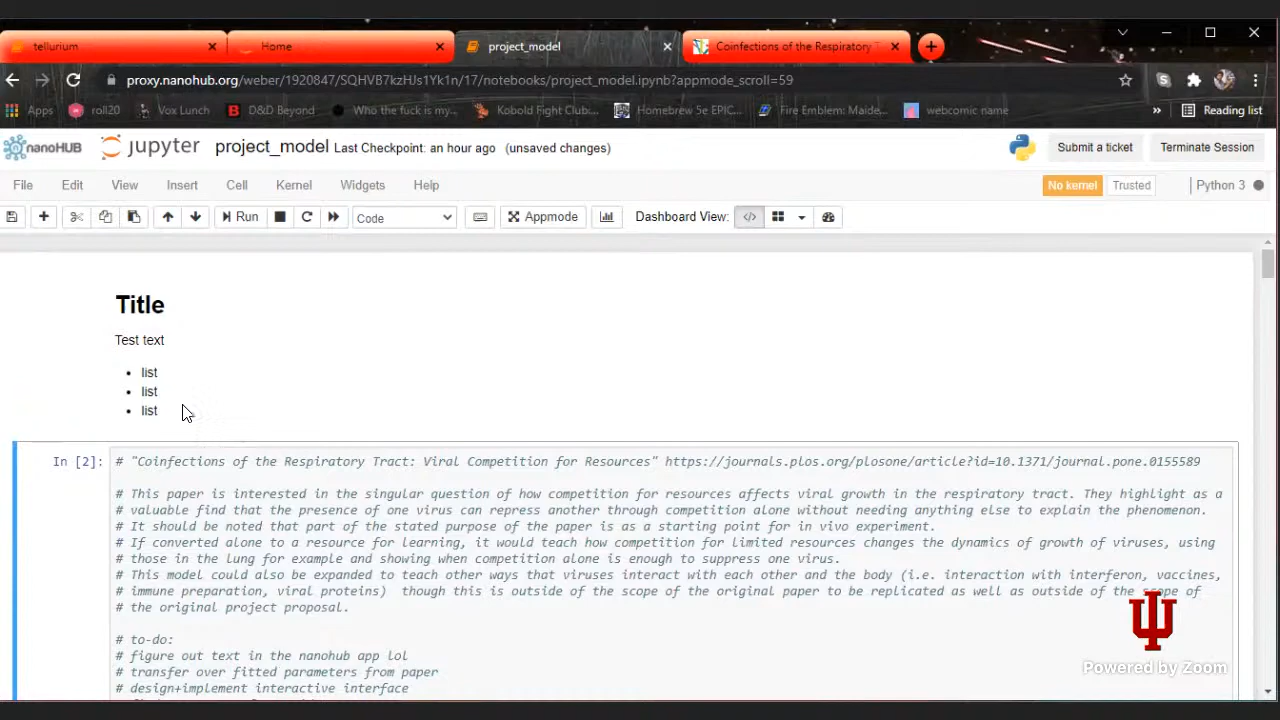 tellurium
Home
project_model
Coinfections of the Respiratory T
proxy.nanohub.org/weber/1920847/SQHVB7kzHJs1Yk1n/17/notebooks/project_model.ipynb?appmode_scroll=59
Apps roll20 Vox Lunch D&D Beyond Who the fuck is my... Kobold Fight Club:... Homebrew 5e EPIC... Fire Emblem: Maide... webcomic name » Reading list
nanoHUB jupyter project_model Last Checkpoint: an hour ago (unsaved changes) Submit a ticket Terminate Session
File Edit View Insert Cell Kernel Widgets Help No kernel Trusted Python 3
Run Code Appmode Dashboard View: </>
Title
Test text
• list
• list
• list
In [2]: # "Coinfections of the Respiratory Tract: Viral Competition for Resources" https://journals.plos.org/plosone/article?id=10.1371/journal.pone.0155589
# This paper is interested in the singular question of how competition for resources affects viral growth in the respiratory tract. They highlight as a
# valuable find that the presence of one virus can repress another through competition alone without needing anything else to explain the phenomenon.
# It should be noted that part of the stated purpose of the paper is as a starting point for in vivo experiment.
# If converted alone to a resource for learning, it would teach how competition for limited resources changes the dynamics of growth of viruses, using
# those in the lung for example and showing when competition alone is enough to suppress one virus.
# This model could also be expanded to teach other ways that viruses interact with each other and the body (i.e. interaction with interferon, vaccines,
# immune preparation, viral proteins)  though this is outside of the scope of the original paper to be replicated as well as outside of the scope of
# the original project proposal.
# to-do:
# figure out text in the nanohub app lol
# transfer over fitted parameters from paper
# design+implement interactive interface
Powered by Zoom